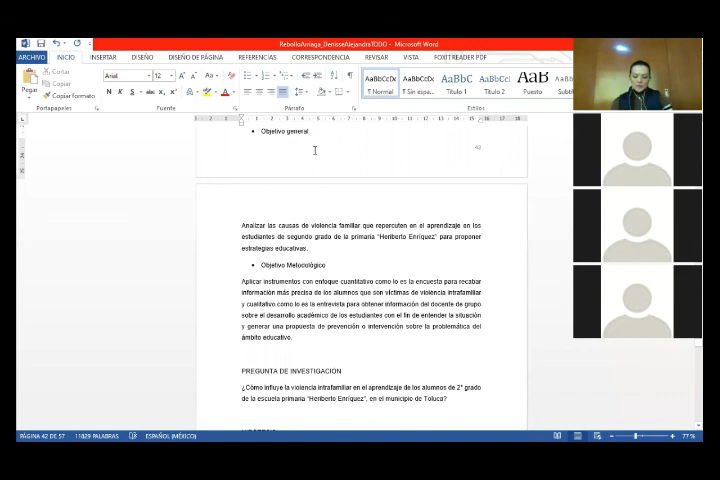 RebolloArriaga_DenisseAlejandraTODO - Microsoft Word
ARCHIVO INICIO INSERTAR DISEÑO DISEÑO DE PÁGINA REFERENCIAS CORRESPONDENCIA REVISAR VISTA FOXIT READER PDF
Cortar
Copiar
Copiar formato
Pegar
Arial 12
N K S abc x₂ x²
AaBbCcDc AaBbCcDc AaBbC AaBbCcl AaB
¶ Normal ¶ Sin espa... Título 1 Título 2 Puesto
Portapapeles Fuente Párrafo Estilos
• Objetivo general
42
Analizar las causas de violencia familiar que repercuten en el aprendizaje en los
estudiantes de segundo grado de la primaria "Heriberto Enríquez" para proponer
estrategias educativas.
• Objetivo Metodológico
Aplicar instrumentos con enfoque cuantitativo como lo es la encuesta para recabar
información más precisa de los alumnos que son víctimas de violencia intrafamiliar
y cualitativo como lo es la entrevista para obtener información del docente de grupo
sobre el desarrollo académico de los estudiantes con el fin de entender la situación
y generar una propuesta de prevención o intervención sobre la problemática del
ámbito educativo.
PREGUNTA DE INVESTIGACION
¿Cómo influye la violencia intrafamiliar en el aprendizaje de los alumnos de 2° grado
de la escuela primaria "Heriberto Enríquez", en el municipio de Toluca?
PÁGINA 42 DE 57 11829 PALABRAS ESPAÑOL (MÉXICO) 77 %